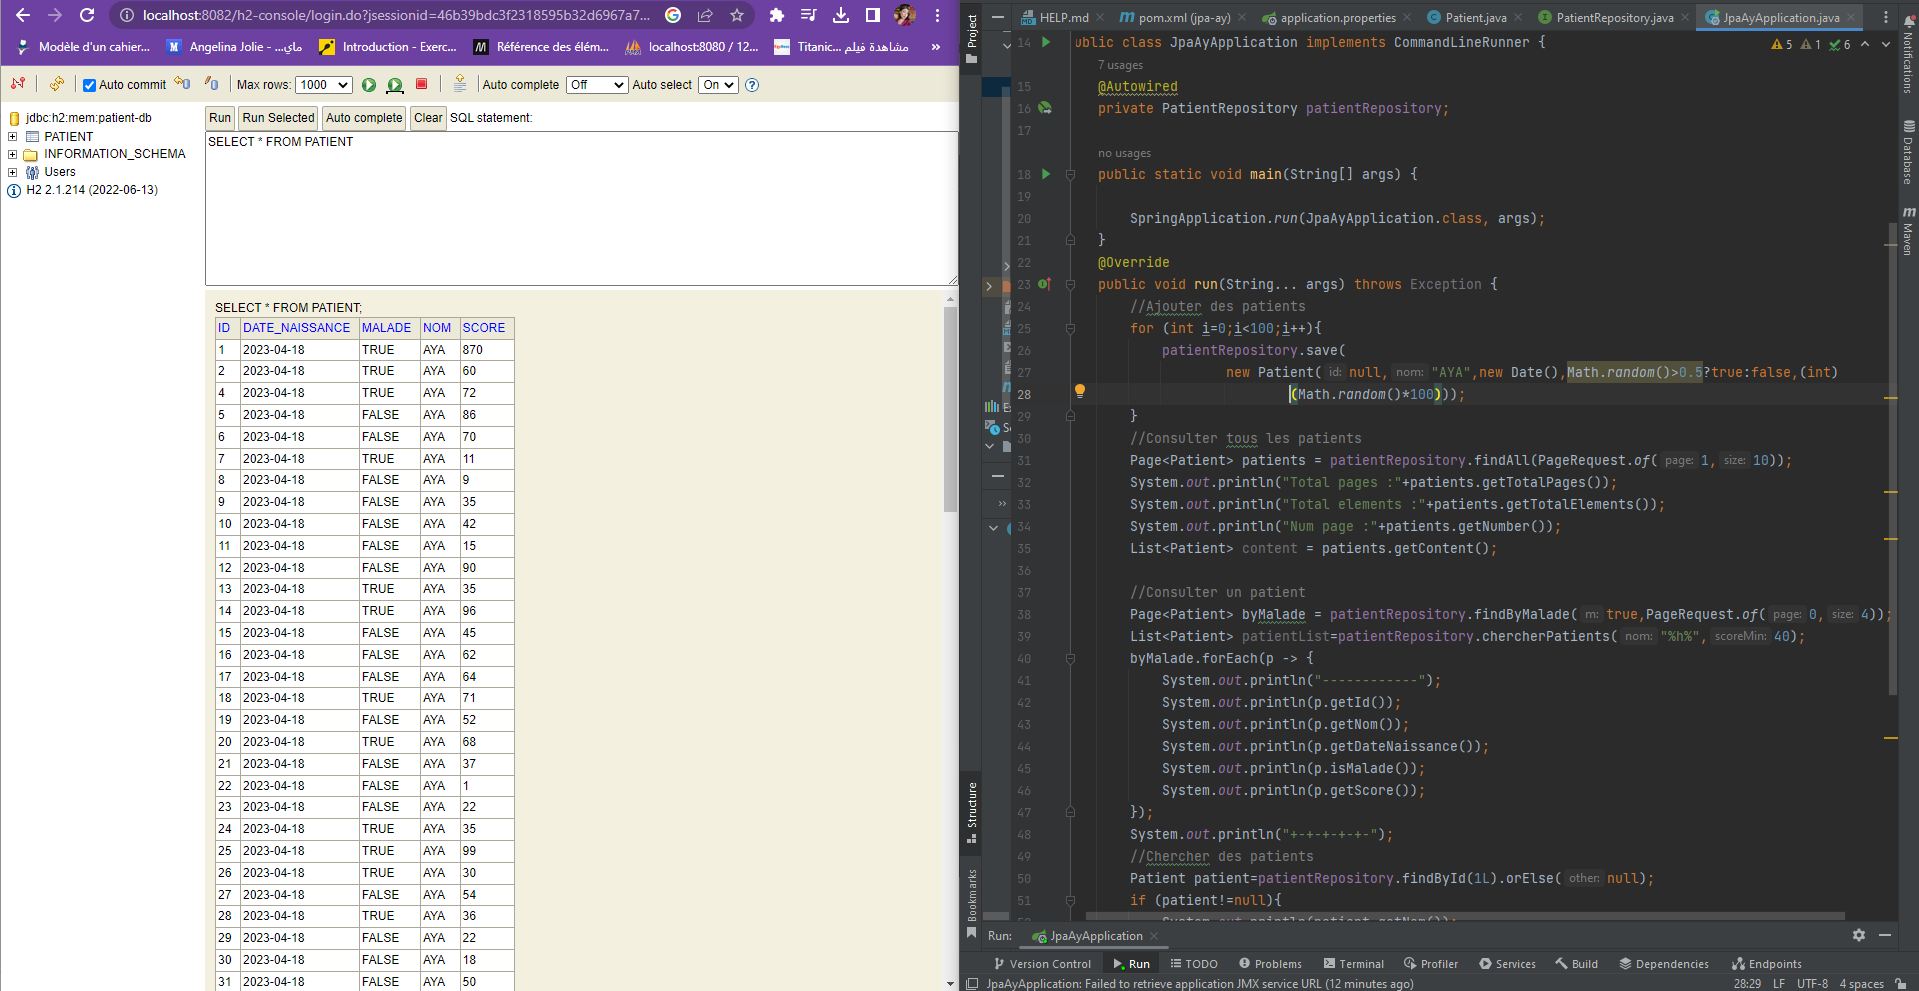 localhost:8082/h2-console/login.do?jsessionid=46b39bdc3f2318595b32d6967a7...
Modèle d'un cahier...
Angelina Jolie - ماي...
Introduction - Exerc...
Référence des élém...
localhost:8080 / 12...
Titanic... مشاهدة فيلم
»
Auto commit
Max rows: 1000
Auto complete Off
Auto select On
jdbc:h2:mem:patient-db
PATIENT
INFORMATION_SCHEMA
Users
H2 2.1.214 (2022-06-13)
Run Run Selected Auto complete Clear SQL statement:
SELECT * FROM PATIENT
SELECT * FROM PATIENT;
ID DATE_NAISSANCE MALADE NOM SCORE
1 2023-04-18 TRUE AYA 870
2 2023-04-18 TRUE AYA 60
4 2023-04-18 TRUE AYA 72
5 2023-04-18 FALSE AYA 86
6 2023-04-18 FALSE AYA 70
7 2023-04-18 TRUE AYA 11
8 2023-04-18 FALSE AYA 9
9 2023-04-18 FALSE AYA 35
10 2023-04-18 FALSE AYA 42
11 2023-04-18 FALSE AYA 15
12 2023-04-18 FALSE AYA 90
13 2023-04-18 TRUE AYA 35
14 2023-04-18 TRUE AYA 96
15 2023-04-18 FALSE AYA 45
16 2023-04-18 FALSE AYA 62
17 2023-04-18 FALSE AYA 64
18 2023-04-18 TRUE AYA 71
19 2023-04-18 FALSE AYA 52
20 2023-04-18 TRUE AYA 68
21 2023-04-18 FALSE AYA 37
22 2023-04-18 FALSE AYA 1
23 2023-04-18 FALSE AYA 22
24 2023-04-18 TRUE AYA 35
25 2023-04-18 TRUE AYA 99
26 2023-04-18 TRUE AYA 30
27 2023-04-18 FALSE AYA 54
28 2023-04-18 TRUE AYA 36
29 2023-04-18 FALSE AYA 22
30 2023-04-18 FALSE AYA 18
31 2023-04-18 FALSE AYA 50
Project
HELP.md
pom.xml (jpa-ay)
application.properties
Patient.java
PatientRepository.java
JpaAyApplication.java
5 1 6
14 ublic class JpaAyApplication implements CommandLineRunner {
7 usages
15 @Autowired
16 private PatientRepository patientRepository;
17
no usages
18 public static void main(String[] args) {
19
20 SpringApplication.run(JpaAyApplication.class, args);
21 }
22 @Override
23 public void run(String... args) throws Exception {
24 //Ajouter des patients
25 for (int i=0;i<100;i++){
26 patientRepository.save(
27 new Patient( id: null, nom: "AYA",new Date(),Math.random()>0.5?true:false,(int)
28 (Math.random()*100)));
29 }
30 //Consulter tous les patients
31 Page<Patient> patients = patientRepository.findAll(PageRequest.of( page: 1, size: 10));
32 System.out.println("Total pages :"+patients.getTotalPages());
33 System.out.println("Total elements :"+patients.getTotalElements());
34 System.out.println("Num page :"+patients.getNumber());
35 List<Patient> content = patients.getContent();
36
37 //Consulter un patient
38 Page<Patient> byMalade = patientRepository.findByMalade( m: true,PageRequest.of( page: 0, size: 4));
39 List<Patient> patientList=patientRepository.chercherPatients( nom: "%h%", scoreMin: 40);
40 byMalade.forEach(p -> {
41 System.out.println("------------");
42 System.out.println(p.getId());
43 System.out.println(p.getNom());
44 System.out.println(p.getDateNaissance());
45 System.out.println(p.isMalade());
46 System.out.println(p.getScore());
47 });
48 System.out.println("+-+-+-+-+-");
49 //Chercher des patients
50 Patient patient=patientRepository.findById(1L).orElse( other: null);
51 if (patient!=null){
System.out.println(patient.getNom());
Notifications
Database
Maven
Structure
Bookmarks
Run: JpaAyApplication
Version Control Run TODO Problems Terminal Profiler Services Build Dependencies Endpoints
JpaAyApplication: Failed to retrieve application JMX service URL (12 minutes ago)
28:29 LF UTF-8 4 spaces